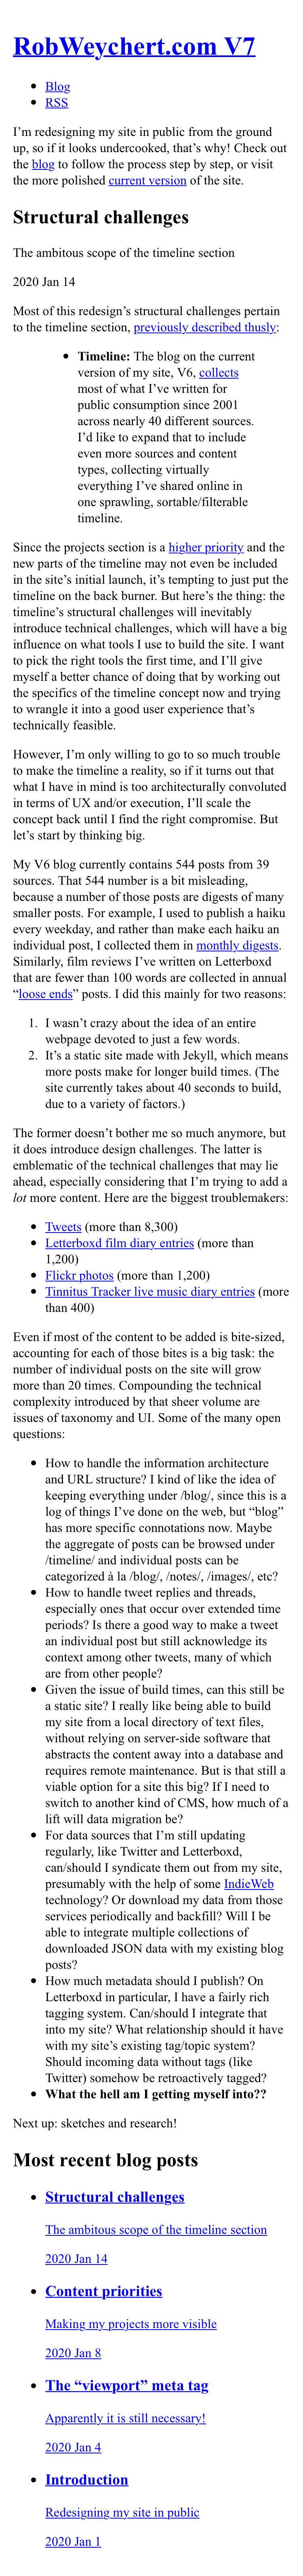 RobWeychert.com V7
• Blog
• RSS
I’m redesigning my site in public from the ground
up, so if it looks undercooked, that’s why! Check out
the blog to follow the process step by step, or visit
the more polished current version of the site.
Structural challenges
The ambitous scope of the timeline section
2020 Jan 14
Most of this redesign’s structural challenges pertain
to the timeline section, previously described thusly:
• Timeline: The blog on the current
version of my site, V6, collects
most of what I’ve written for
public consumption since 2001
across nearly 40 different sources.
I’d like to expand that to include
even more sources and content
types, collecting virtually
everything I’ve shared online in
one sprawling, sortable/filterable
timeline.
Since the projects section is a higher priority and the
new parts of the timeline may not even be included
in the site’s initial launch, it’s tempting to just put the
timeline on the back burner. But here’s the thing: the
timeline’s structural challenges will inevitably
introduce technical challenges, which will have a big
influence on what tools I use to build the site. I want
to pick the right tools the first time, and I’ll give
myself a better chance of doing that by working out
the specifics of the timeline concept now and trying
to wrangle it into a good user experience that’s
technically feasible.
However, I’m only willing to go to so much trouble
to make the timeline a reality, so if it turns out that
what I have in mind is too architecturally convoluted
in terms of UX and/or execution, I’ll scale the
concept back until I find the right compromise. But
let’s start by thinking big.
My V6 blog currently contains 544 posts from 39
sources. That 544 number is a bit misleading,
because a number of those posts are digests of many
smaller posts. For example, I used to publish a haiku
every weekday, and rather than make each haiku an
individual post, I collected them in monthly digests.
Similarly, film reviews I’ve written on Letterboxd
that are fewer than 100 words are collected in annual
“loose ends” posts. I did this mainly for two reasons:
1. I wasn’t crazy about the idea of an entire
webpage devoted to just a few words.
2. It’s a static site made with Jekyll, which means
more posts make for longer build times. (The
site currently takes about 40 seconds to build,
due to a variety of factors.)
The former doesn’t bother me so much anymore, but
it does introduce design challenges. The latter is
emblematic of the technical challenges that may lie
ahead, especially considering that I’m trying to add a
lot more content. Here are the biggest troublemakers:
• Tweets (more than 8,300)
• Letterboxd film diary entries (more than
1,200)
• Flickr photos (more than 1,200)
• Tinnitus Tracker live music diary entries (more
than 400)
Even if most of the content to be added is bite-sized,
accounting for each of those bites is a big task: the
number of individual posts on the site will grow
more than 20 times. Compounding the technical
complexity introduced by that sheer volume are
issues of taxonomy and UI. Some of the many open
questions:
• How to handle the information architecture
and URL structure? I kind of like the idea of
keeping everything under /blog/, since this is a
log of things I’ve done on the web, but “blog”
has more specific connotations now. Maybe
the aggregate of posts can be browsed under
/timeline/ and individual posts can be
categorized à la /blog/, /notes/, /images/, etc?
• How to handle tweet replies and threads,
especially ones that occur over extended time
periods? Is there a good way to make a tweet
an individual post but still acknowledge its
context among other tweets, many of which
are from other people?
• Given the issue of build times, can this still be
a static site? I really like being able to build
my site from a local directory of text files,
without relying on server-side software that
abstracts the content away into a database and
requires remote maintenance. But is that still a
viable option for a site this big? If I need to
switch to another kind of CMS, how much of a
lift will data migration be?
• For data sources that I’m still updating
regularly, like Twitter and Letterboxd,
can/should I syndicate them out from my site,
presumably with the help of some IndieWeb
technology? Or download my data from those
services periodically and backfill? Will I be
able to integrate multiple collections of
downloaded JSON data with my existing blog
posts?
• How much metadata should I publish? On
Letterboxd in particular, I have a fairly rich
tagging system. Can/should I integrate that
into my site? What relationship should it have
with my site’s existing tag/topic system?
Should incoming data without tags (like
Twitter) somehow be retroactively tagged?
• What the hell am I getting myself into??
Next up: sketches and research!
Most recent blog posts
• Structural challenges
The ambitous scope of the timeline section
2020 Jan 14
• Content priorities
Making my projects more visible
2020 Jan 8
• The “viewport” meta tag
Apparently it is still necessary!
2020 Jan 4
• Introduction
Redesigning my site in public
2020 Jan 1